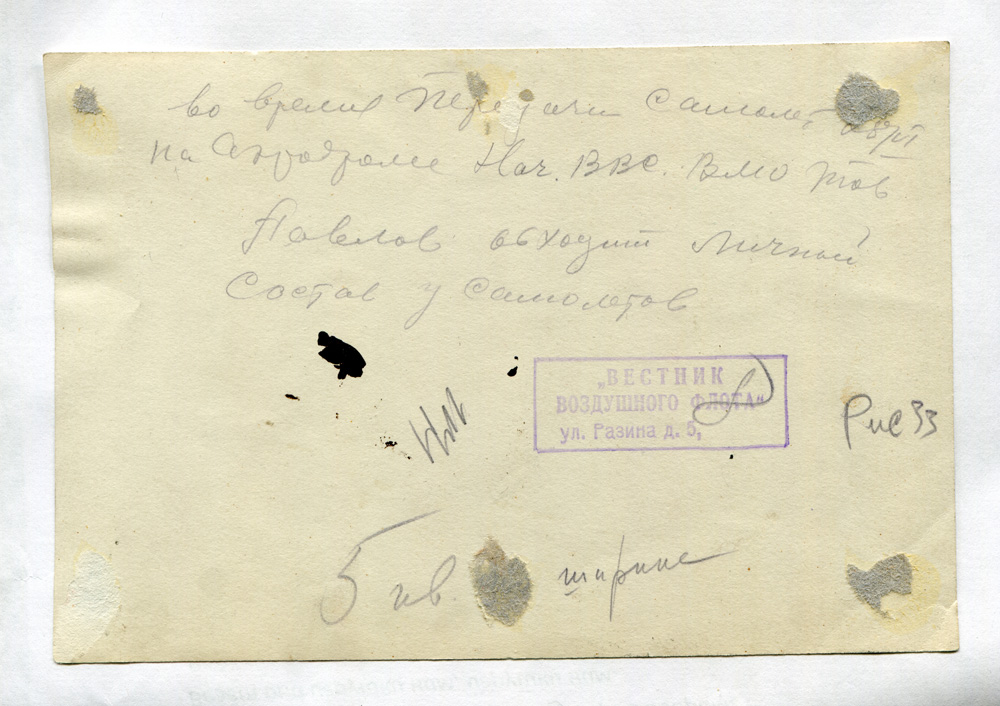 во время Передачи Самолет
на Аэродроме Нач. ВВС. ВМО тов
Павлов обходит личный
Состав у самолетов
„ВЕСТНИК
ВОЗДУШНОГО ФЛОТА“
ул. Разина д. 5,
Рис 33
5 кв. ширине